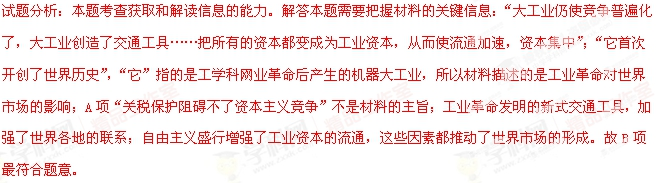 试题分析：本题考查获取和解读信息的能力。解答本题需要把握材料的关键信息：“大工业仍使竞争普遍化
了，大工业创造了交通工具……把所有的资本都变成为工业资本，从而使流通加速，资本集中”；“它首次
开创了世界历史”，“它”指的是工学科网业革命后产生的机器大工业，所以材料描述的是工业革命对世界
市场的影响；A项“关税保护阻碍不了资本主义竞争”不是材料的主旨；工业革命发明的新式交通工具，加
强了世界各地的联系；自由主义盛行增强了工业资本的流通，这些因素都推动了世界市场的形成。故B项
最符合题意。